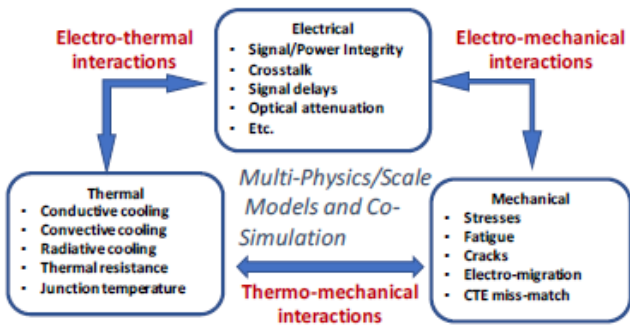 Electrical
• Signal/Power Integrity
• Crosstalk
• Signal delays
• Optical attenuation
• Etc.
Electro-thermal
interactions
Electro-mechanical
interactions
Thermal
• Conductive cooling
• Convective cooling
• Radiative cooling
• Thermal resistance
• Junction temperature
Multi-Physics/Scale
Models and Co-
Simulation
Thermo-mechanical
interactions
Mechanical
• Stresses
• Fatigue
• Cracks
• Electro-migration
• CTE miss-match